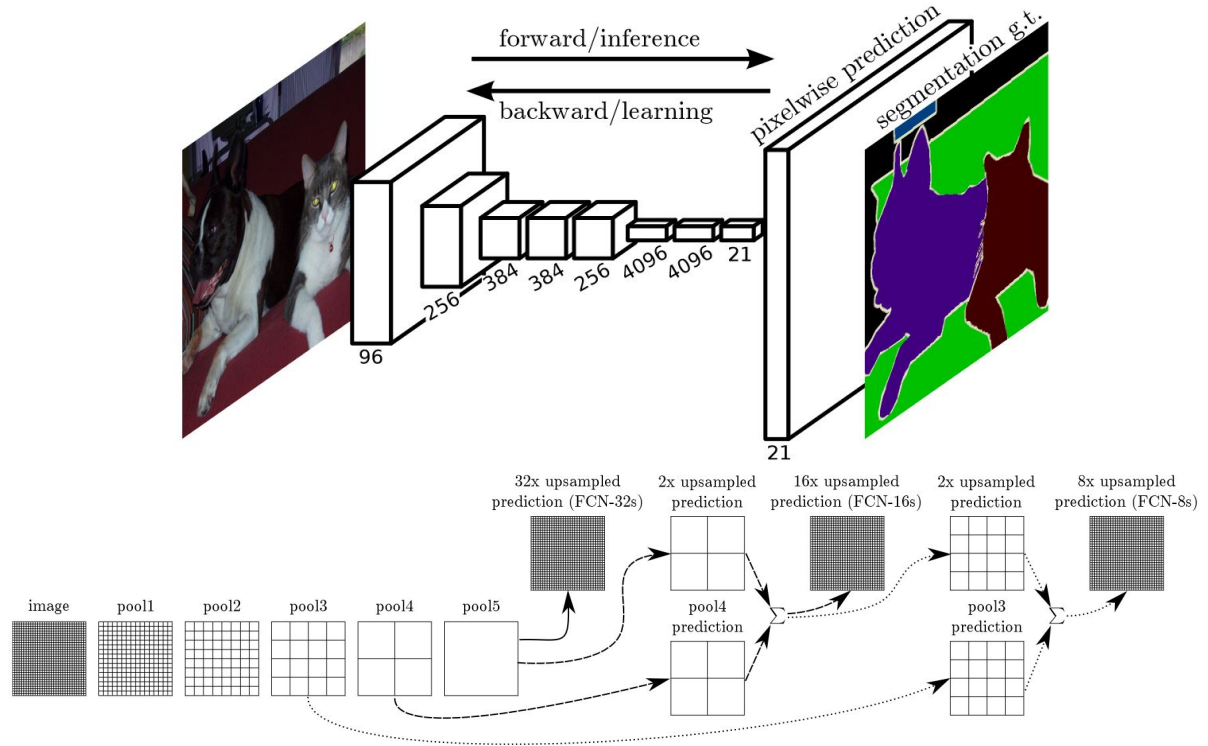 forward/inference
backward/learning
pixelwise prediction
segmentation g.t.
96
256
384
384
256
4096
4096
21
21
32x upsampled
prediction (FCN-32s)
2x upsampled
prediction
16x upsampled
prediction (FCN-16s)
2x upsampled
prediction
8x upsampled
prediction (FCN-8s)
image
pool1
pool2
pool3
pool4
pool5
pool4
prediction
∑
pool3
prediction
∑